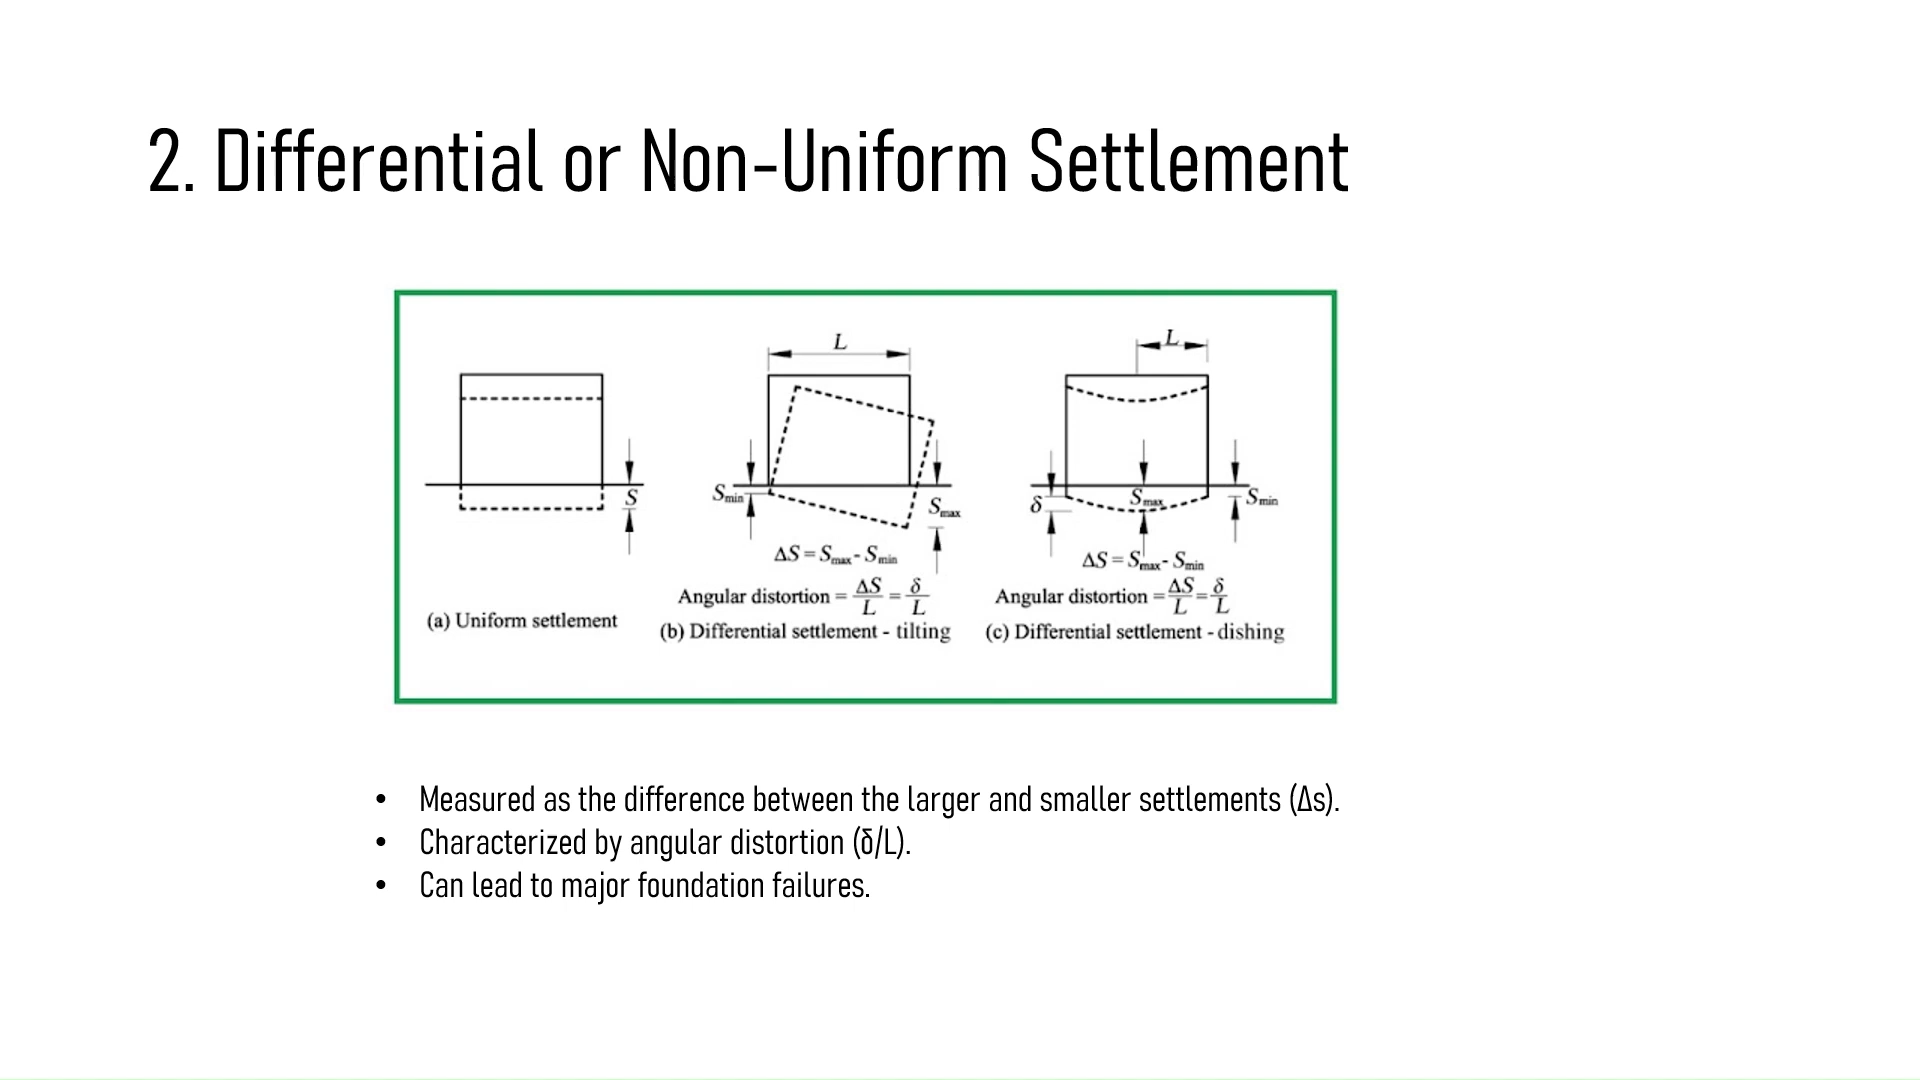 2. Differential or Non-Uniform Settlement
L
L
S
Smin
Smax
δ
Smax
Smin
ΔS = Smax - Smin
ΔS = Smax - Smin
Angular distortion = ΔS/L = δ/L
Angular distortion = ΔS/L = δ/L
(a) Uniform settlement
(b) Differential settlement - tilting
(c) Differential settlement - dishing
• Measured as the difference between the larger and smaller settlements (Δs).
• Characterized by angular distortion (δ/L).
• Can lead to major foundation failures.